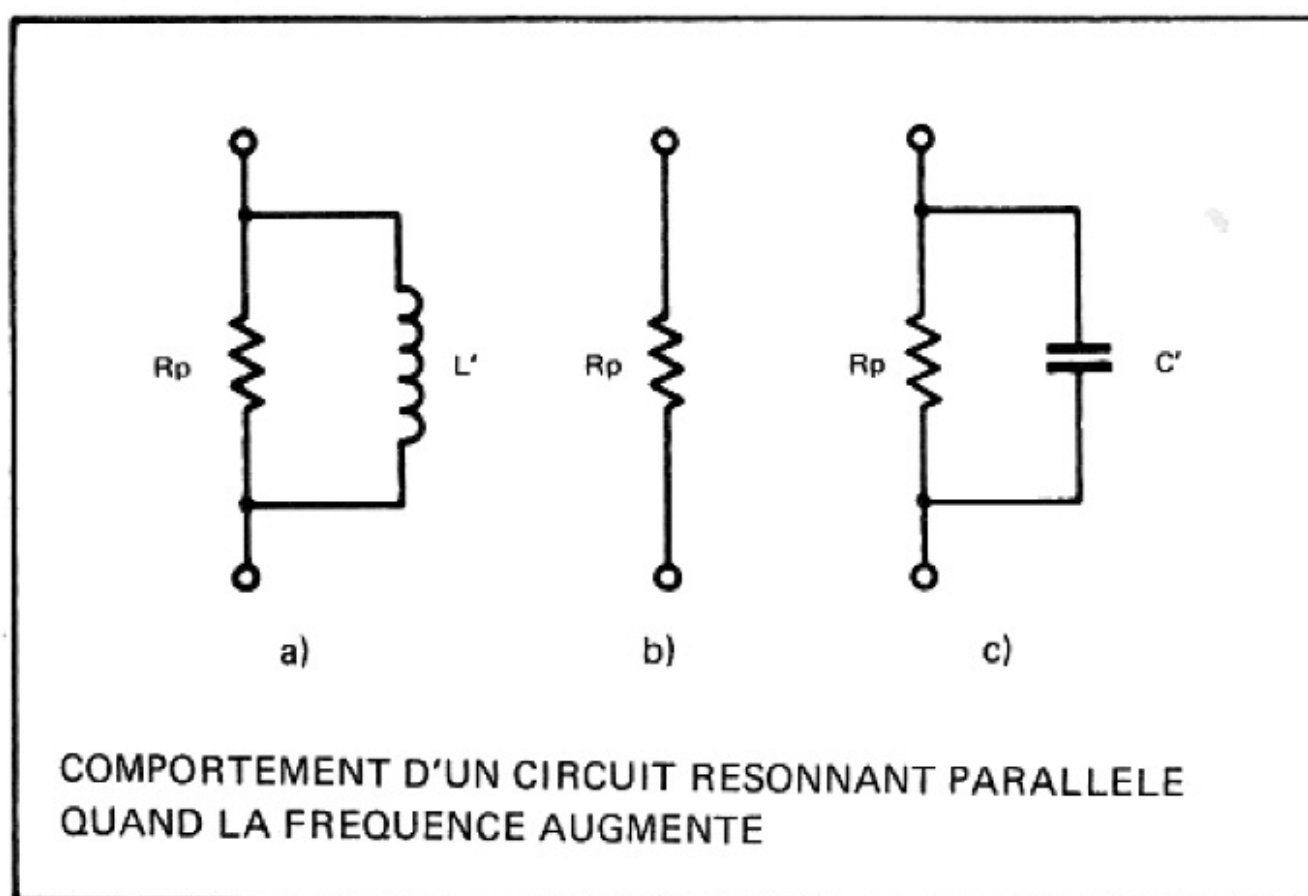 Rp
L'
Rp
Rp
C'
a)
b)
c)
COMPORTEMENT D'UN CIRCUIT RESONNANT PARALLELE
QUAND LA FREQUENCE AUGMENTE